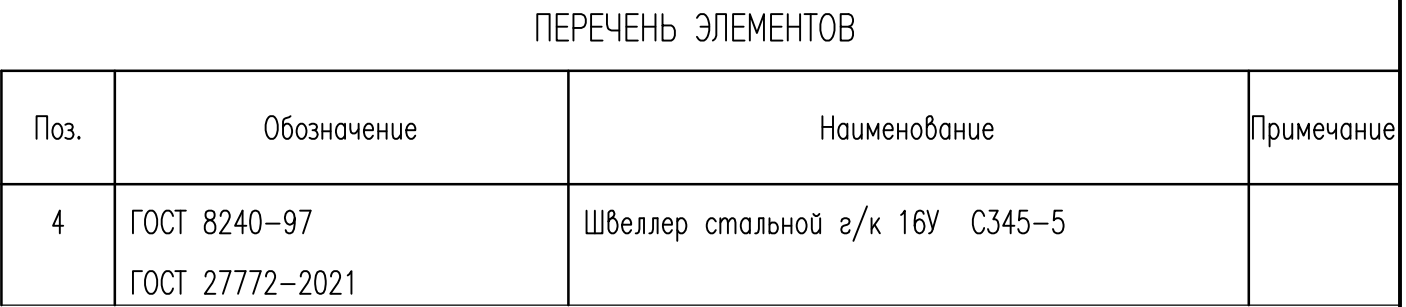 ПЕРЕЧЕНЬ ЭЛЕМЕНТОВ
Поз. Обозначение Наименование Примечание
4 ГОСТ 8240-97 Швеллер стальной г/к 16У С345-5
ГОСТ 27772-2021